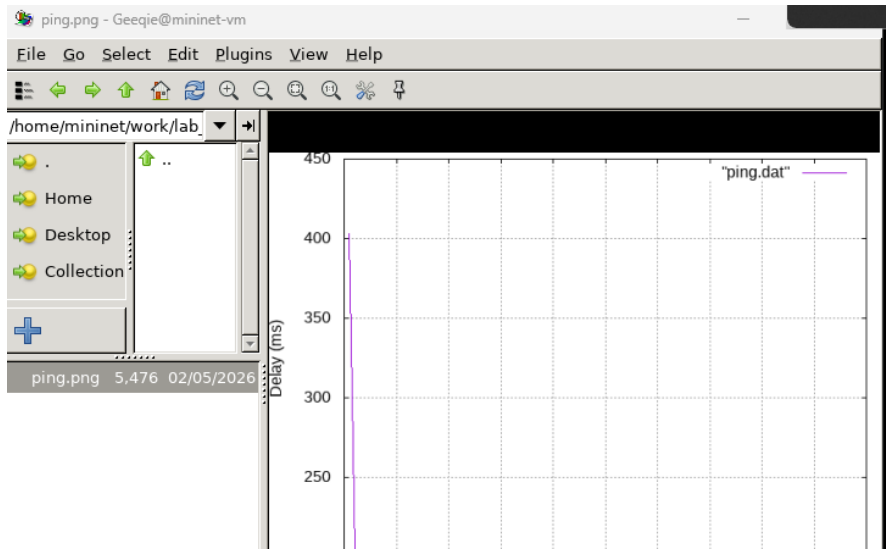 ping.png - Geeqie@mininet-vm
File Go Select Edit Plugins View Help
/home/mininet/work/lab_
.
..
Home
Desktop
Collection
ping.png 5,476 02/05/2026
450
"ping.dat"
400
350
Delay (ms)
300
250